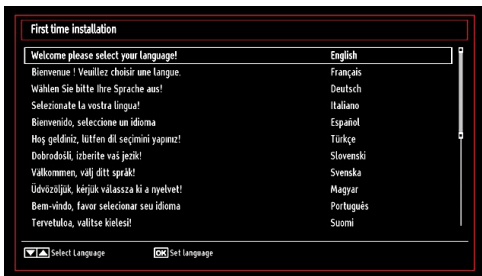 First time installation
Welcome please select your language! English
Bienvenue ! Veuillez choisir une langue. Français
Wählen Sie bitte Ihre Sprache aus! Deutsch
Selezionate la vostra lingua! Italiano
Bienvenido, seleccione un idioma Español
Hoş geldiniz, lütfen dil seçimini yapınız! Türkçe
Dobrodošli, izberite vaš jezik! Slovenski
Välkommen, välj ditt språk! Svenska
Üdvözöljük, kérjük válassza ki a nyelvet! Magyar
Bem-vindo, favor selecionar seu idioma Português
Tervetuloa, valitse kielesi! Suomi
Select Language OK Set language